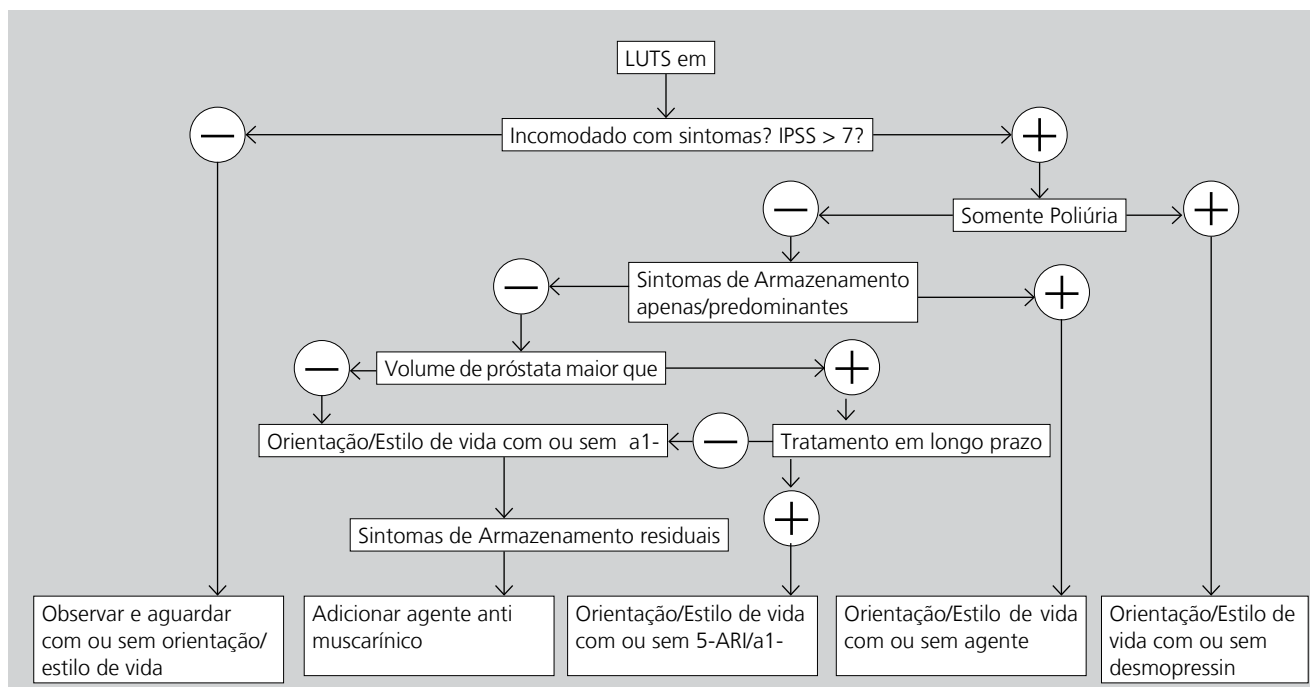 LUTS em
Incomodado com sintomas? IPSS > 7?
Somente Poliúria
Sintomas de Armazenamento
apenas/predominantes
Volume de próstata maior que
Orientação/Estilo de vida com ou sem a1-
Tratamento em longo prazo
Sintomas de Armazenamento residuais
Observar e aguardar
com ou sem orientação/
estilo de vida
Adicionar agente anti
muscarínico
Orientação/Estilo de vida
com ou sem 5-ARI/a1-
Orientação/Estilo de vida
com ou sem agente
Orientação/Estilo de
vida com ou sem
desmopressin